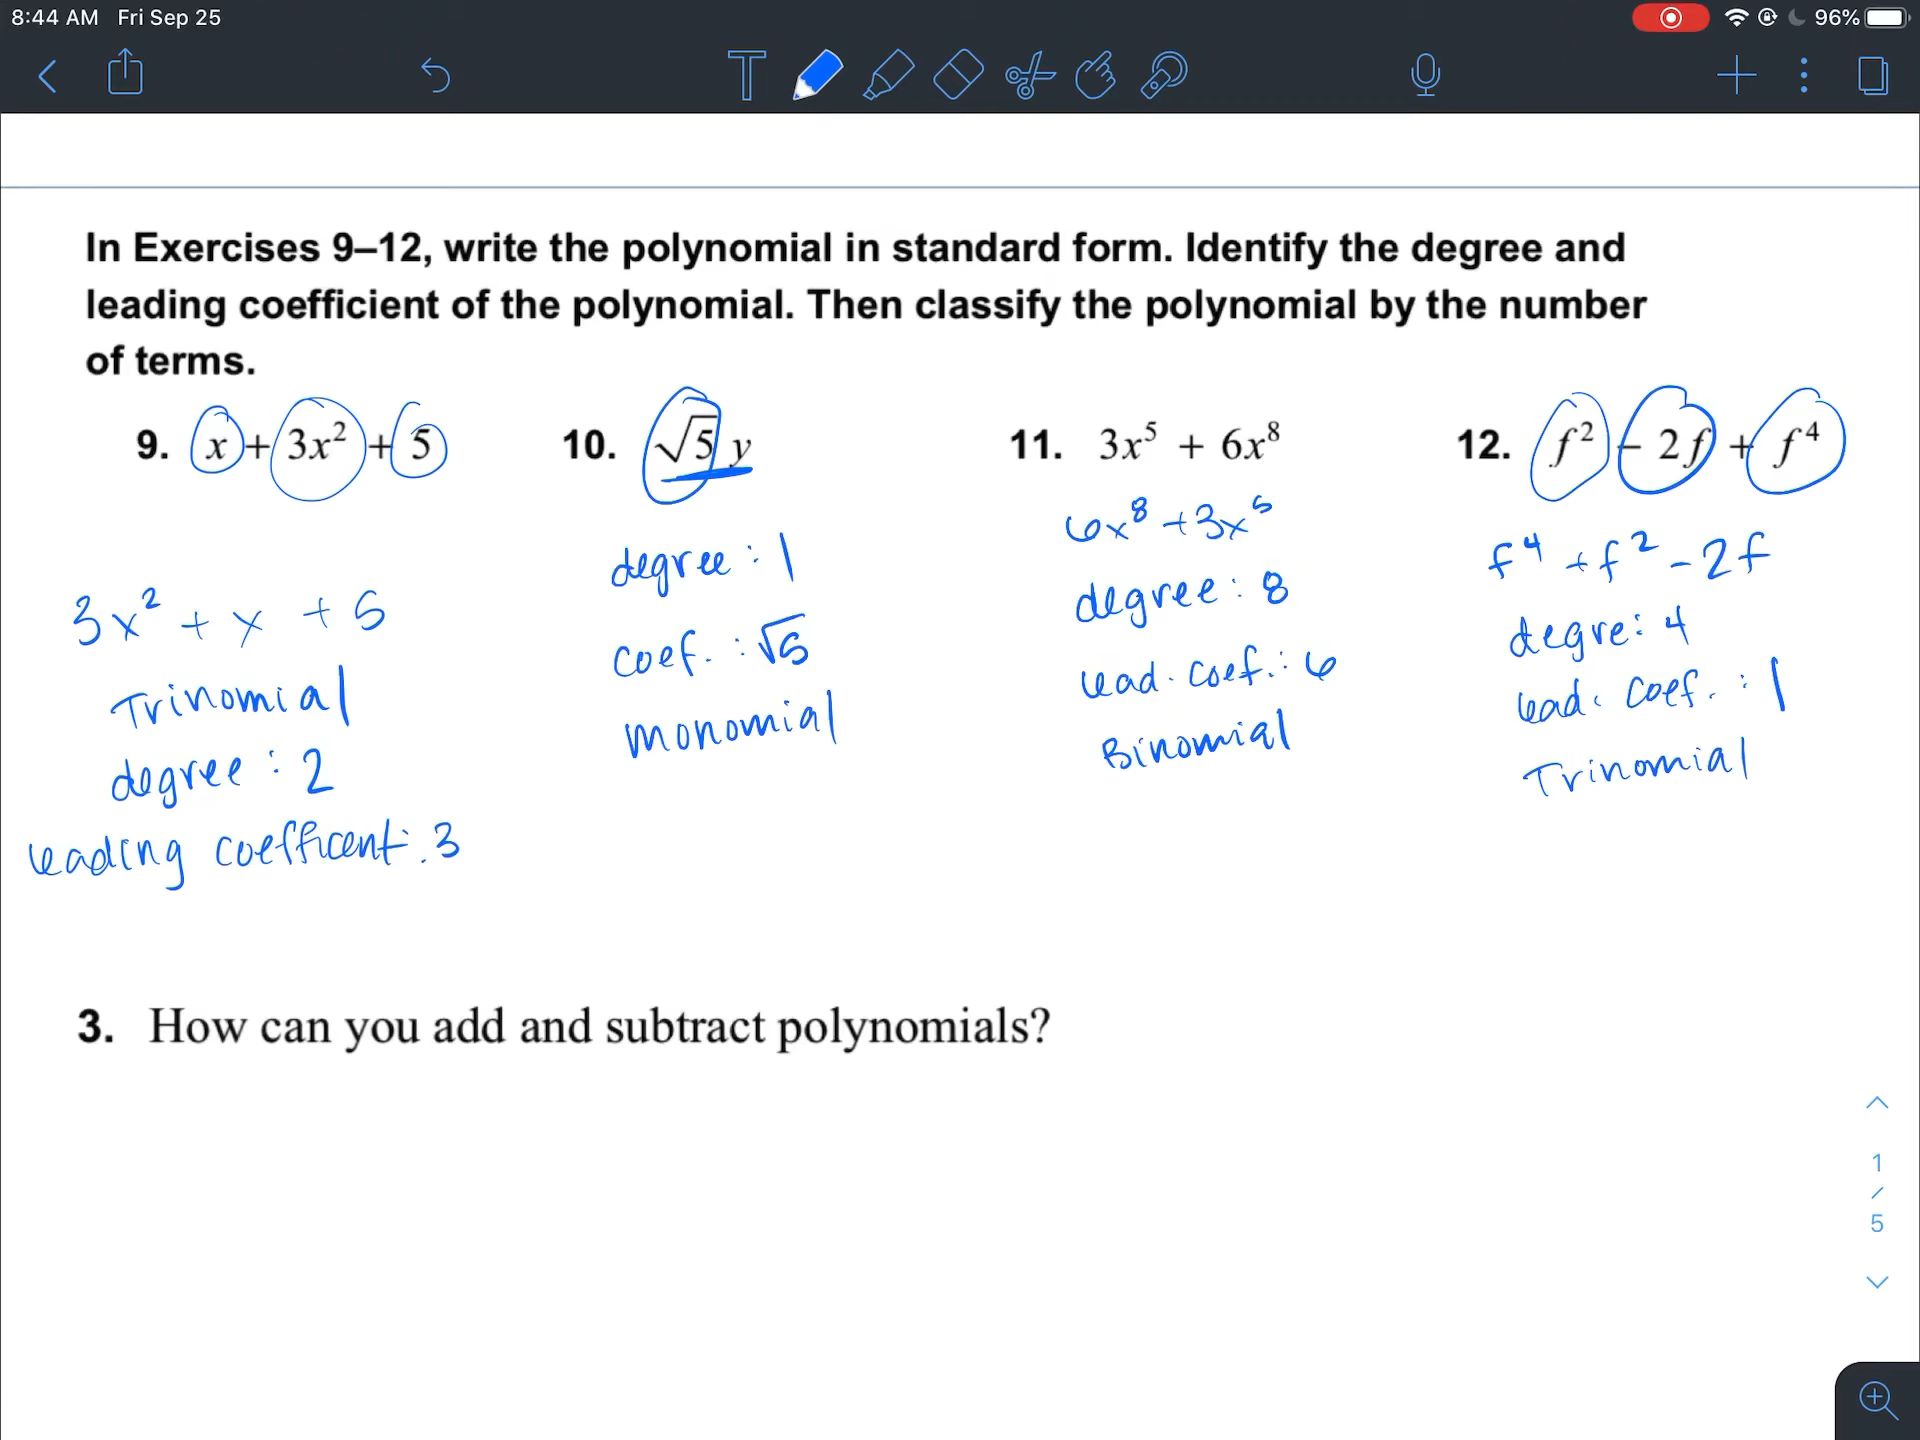 8:44 AM Fri Sep 25
96%
In Exercises 9–12, write the polynomial in standard form. Identify the degree and
leading coefficient of the polynomial. Then classify the polynomial by the number
of terms.
9. x + 3x² + 5
3x² + x + 5
Trinomial
degree : 2
leading coefficent : 3
10. √5 y
degree : 1
coef. : √5
monomial
11. 3x⁵ + 6x⁸
6x⁸ + 3x⁵
degree : 8
lead. coef. : 6
Binomial
12. f² − 2f + f⁴
f⁴ + f² - 2f
degre : 4
lead. coef. : 1
Trinomial
3. How can you add and subtract polynomials?
1
/
5